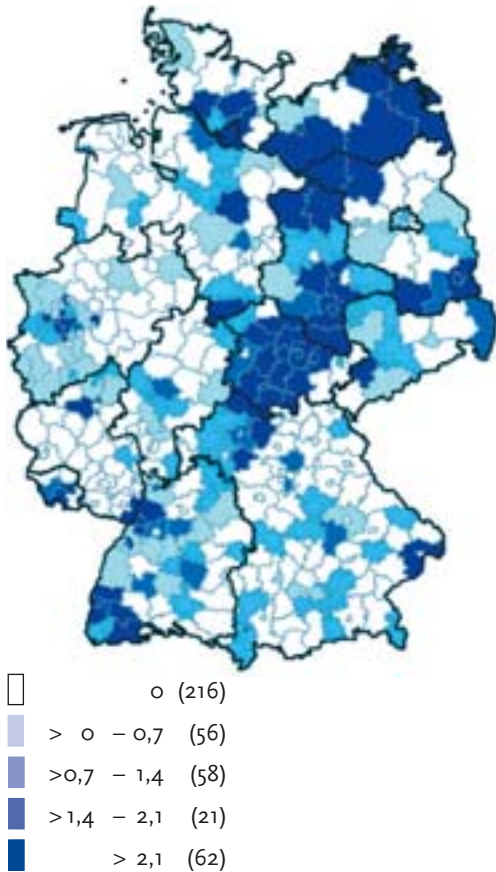 0 (216)
> 0 – 0,7 (56)
>0,7 – 1,4 (58)
>1,4 – 2,1 (21)
> 2,1 (62)